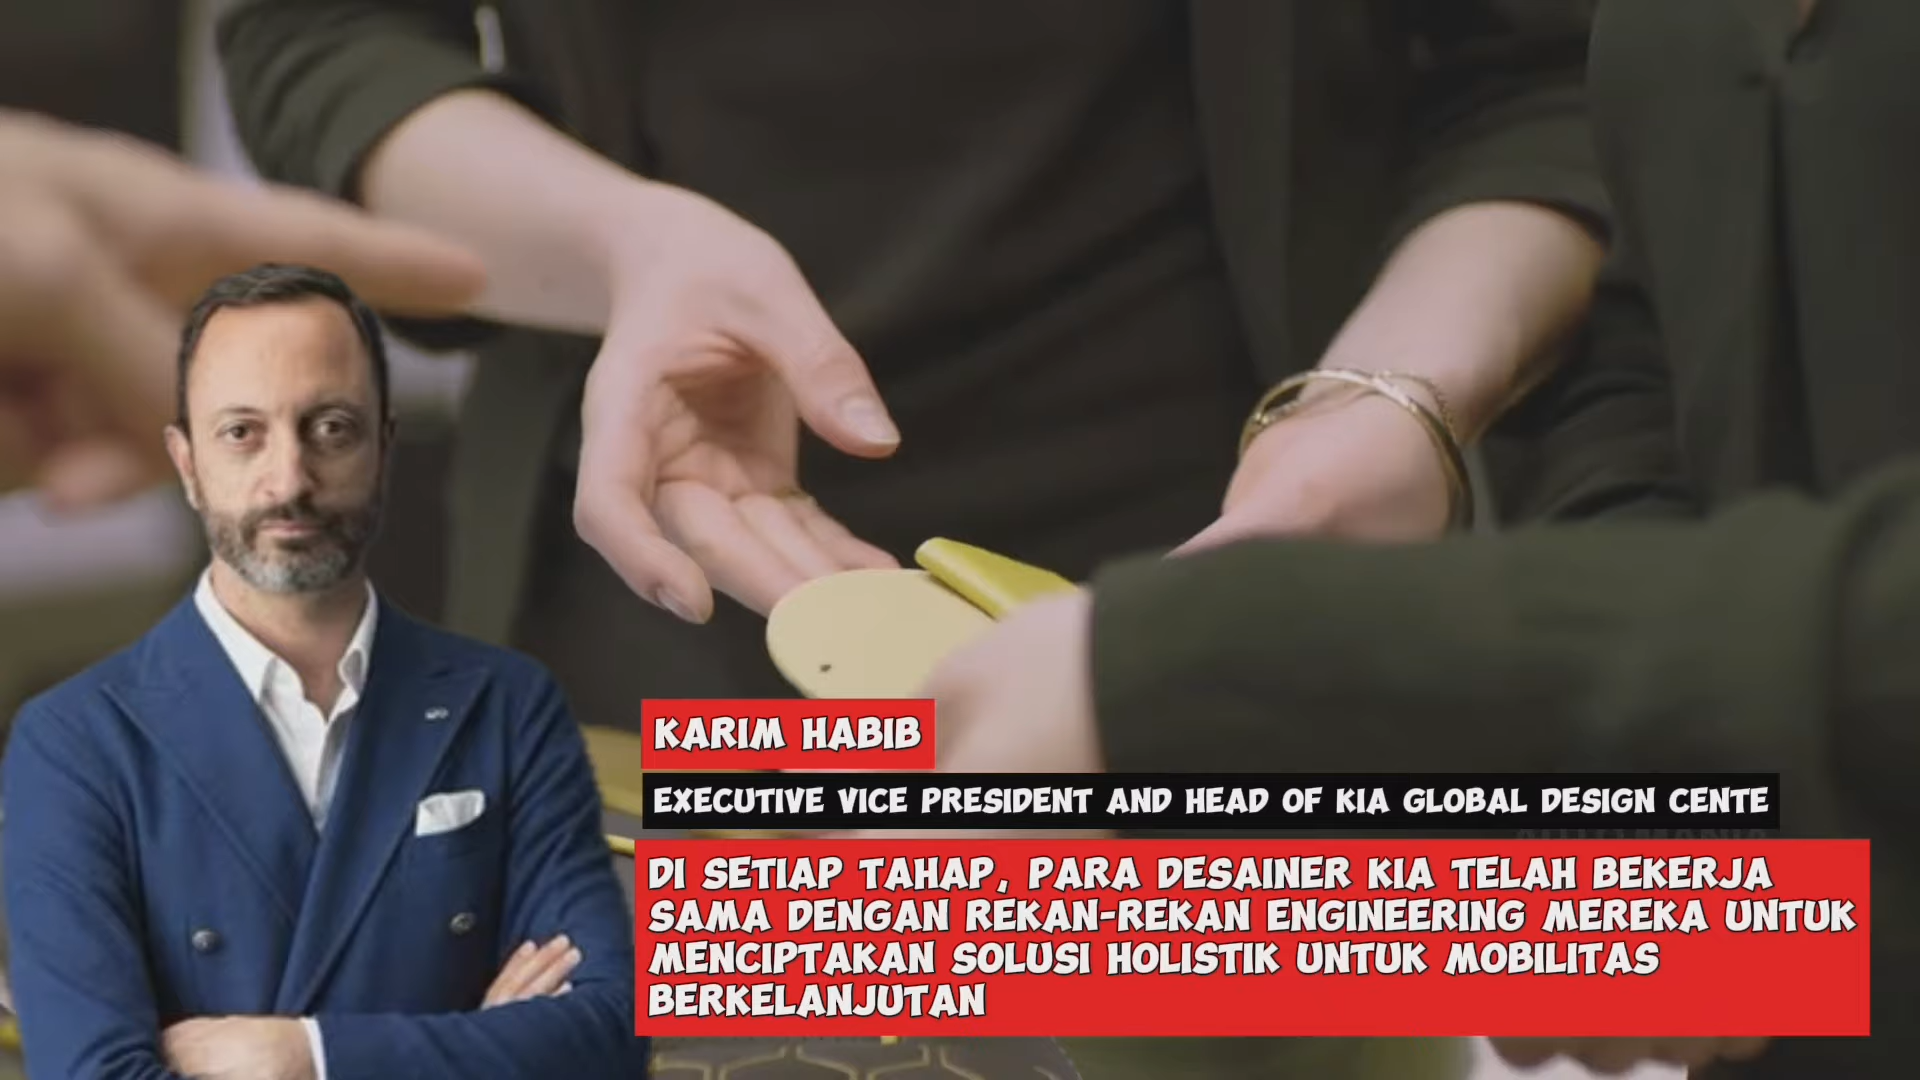 KARIM HABIB
EXECUTIVE VICE PRESIDENT AND HEAD OF KIA GLOBAL DESIGN CENTE
DI SETIAP TAHAP, PARA DESAINER KIA TELAH BEKERJA
SAMA DENGAN REKAN-REKAN ENGINEERING MEREKA UNTUK
MENCIPTAKAN SOLUSI HOLISTIK UNTUK MOBILITAS
BERKELANJUTAN